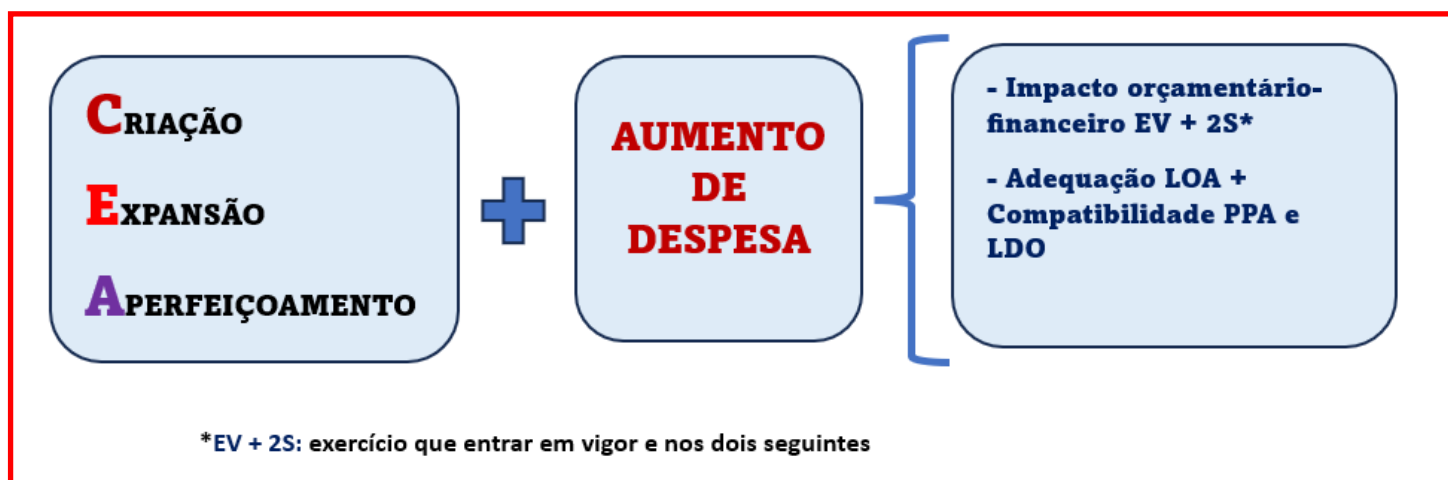 CRIAÇÃO
EXPANSÃO
APERFEIÇOAMENTO
AUMENTO
DE
DESPESA
- Impacto orçamentário-
financeiro EV + 2S*
- Adequação LOA +
Compatibilidade PPA e
LDO
*EV + 2S: exercício que entrar em vigor e nos dois seguintes